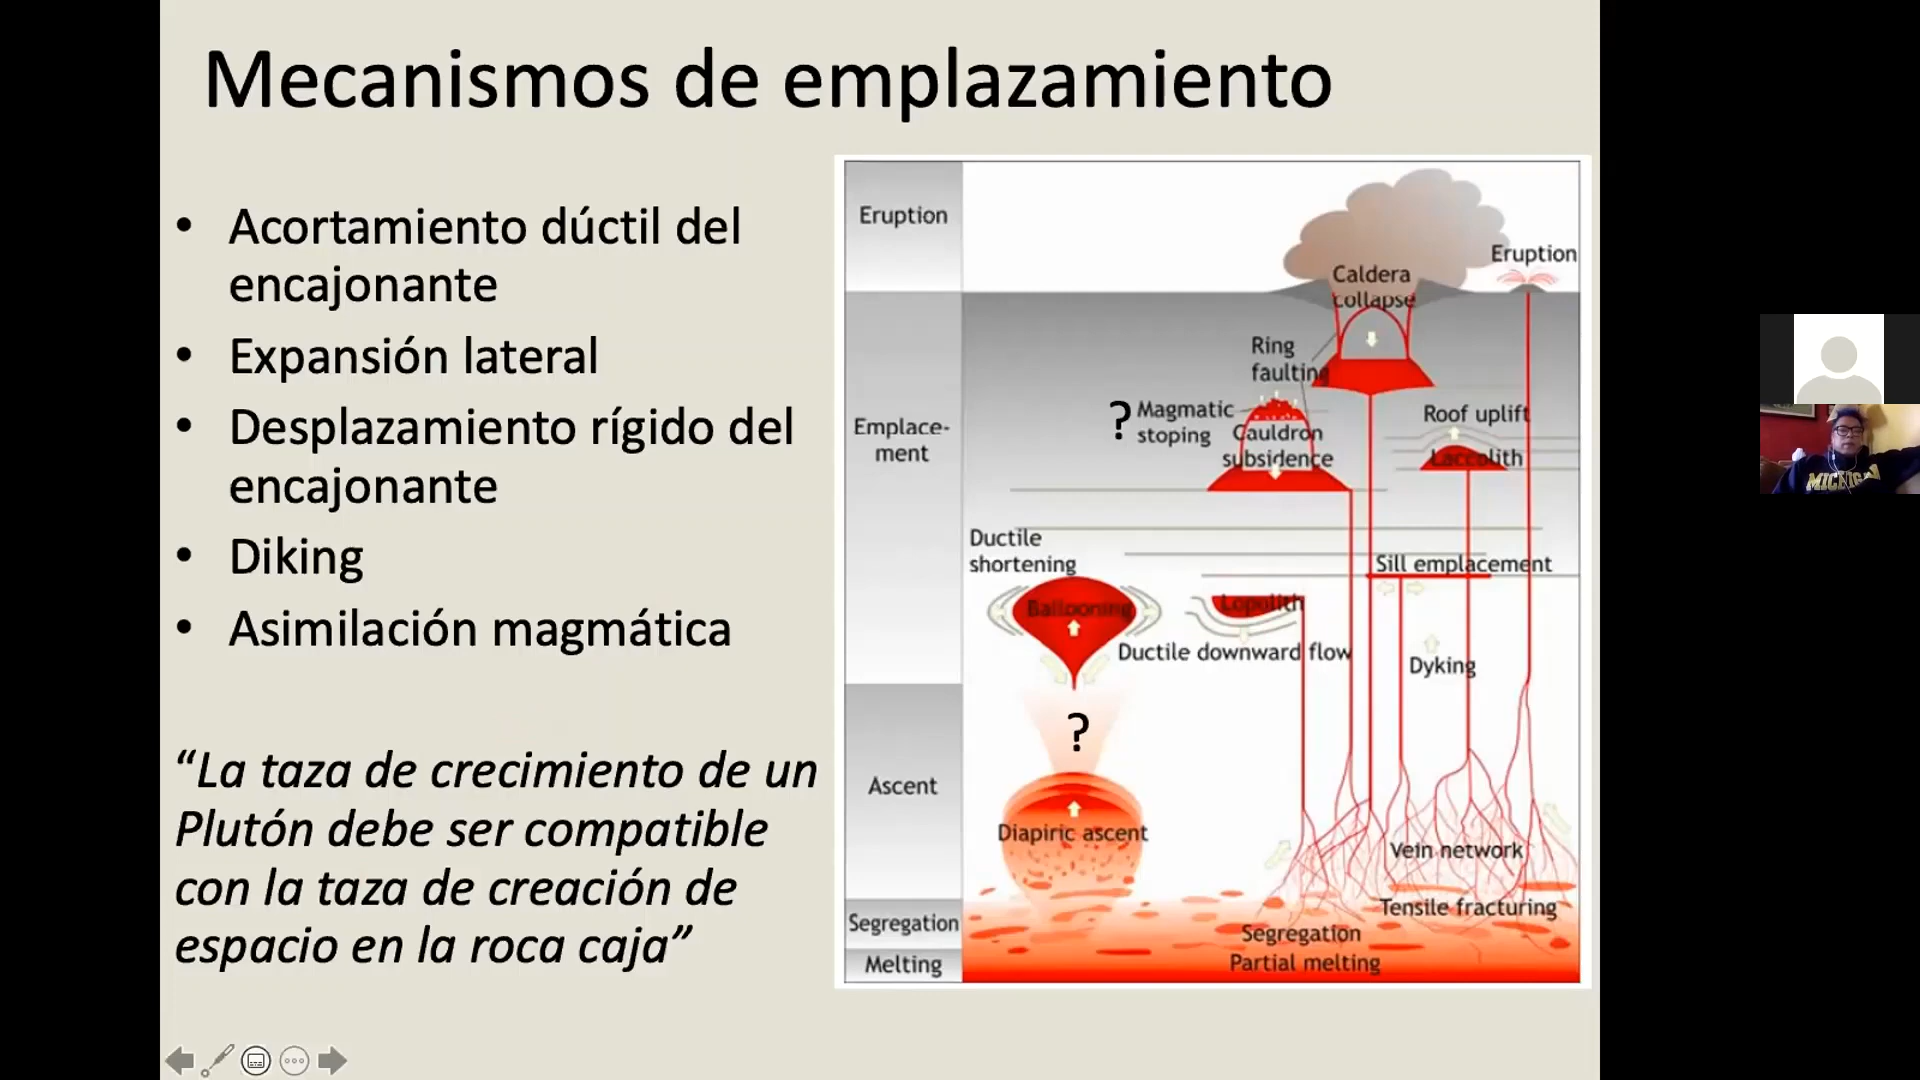 Mecanismos de emplazamiento
• Acortamiento dúctil del
encajonante
• Expansión lateral
• Desplazamiento rígido del
encajonante
• Diking
• Asimilación magmática
“La taza de crecimiento de un
Plutón debe ser compatible
con la taza de creación de
espacio en la roca caja”
Eruption
Eruption
Caldera
collapse
Ring
faulting
Emplace-
ment
? Magmatic
stoping
Cauldron
subsidence
Roof uplift
Laccolith
Ductile
shortening
Sill emplacement
Ballooning
Lopolith
Ductile downward flow
Dyking
?
Ascent
Diapiric ascent
Vein network
Tensile fracturing
Segregation
Segregation
Melting
Partial melting
MICHIGAN